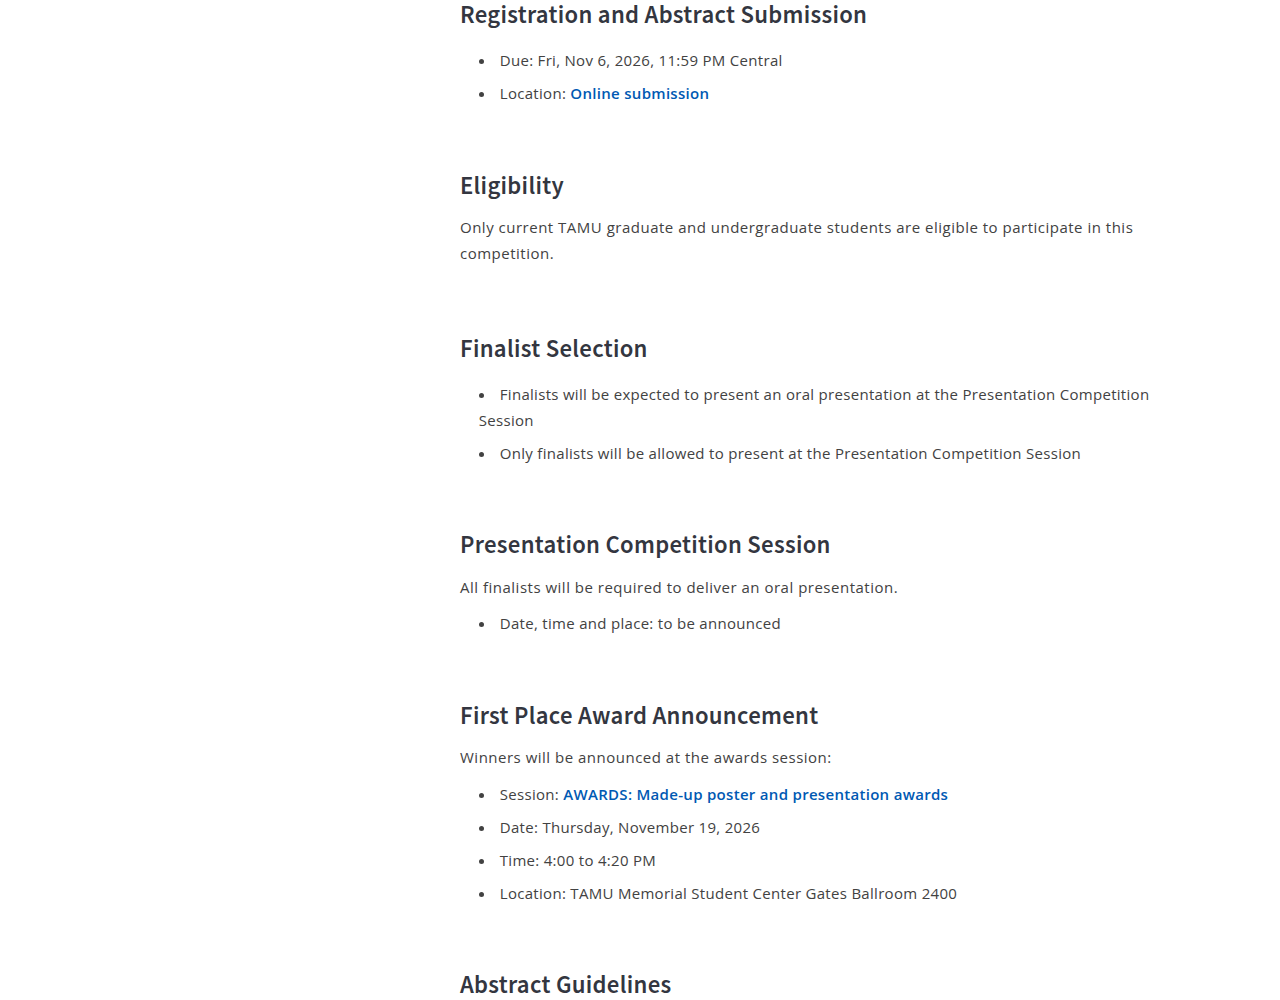 Registration and Abstract Submission
• Due: Fri, Nov 6, 2026, 11:59 PM Central
• Location: Online submission
Eligibility
Only current TAMU graduate and undergraduate students are eligible to participate in this
competition.
Finalist Selection
• Finalists will be expected to present an oral presentation at the Presentation Competition
Session
• Only finalists will be allowed to present at the Presentation Competition Session
Presentation Competition Session
All finalists will be required to deliver an oral presentation.
• Date, time and place: to be announced
First Place Award Announcement
Winners will be announced at the awards session:
• Session: AWARDS: Made-up poster and presentation awards
• Date: Thursday, November 19, 2026
• Time: 4:00 to 4:20 PM
• Location: TAMU Memorial Student Center Gates Ballroom 2400
Abstract Guidelines